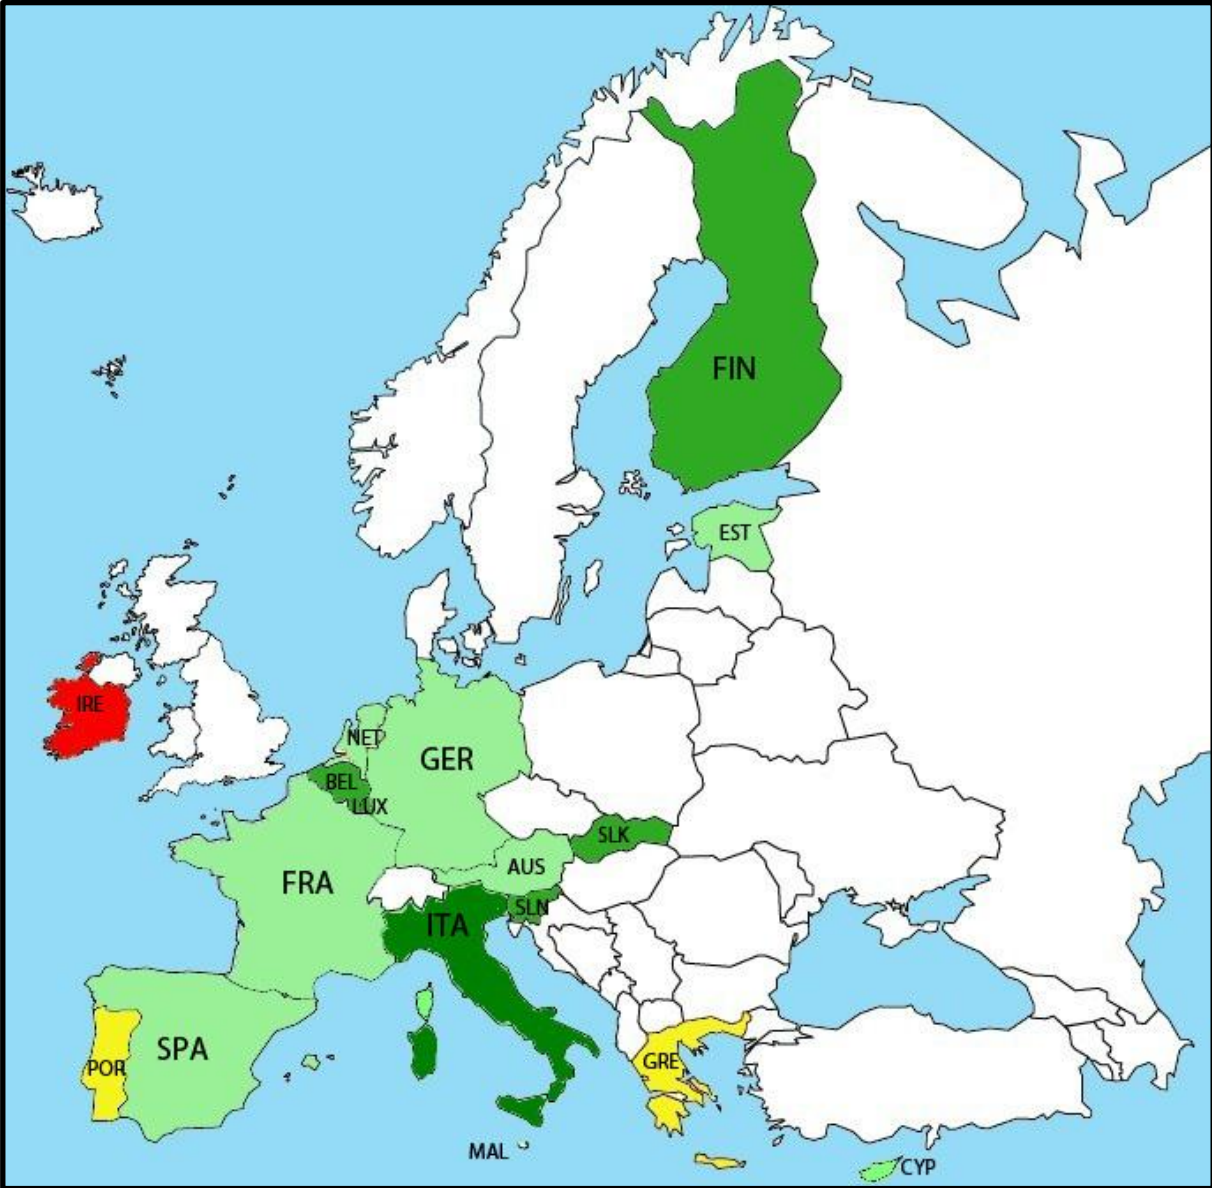 FIN
EST
IRE
NET
GER
BEL
LUX
SLK
AUS
FRA
SLN
ITA
SPA
POR
GRE
MAL
CYP